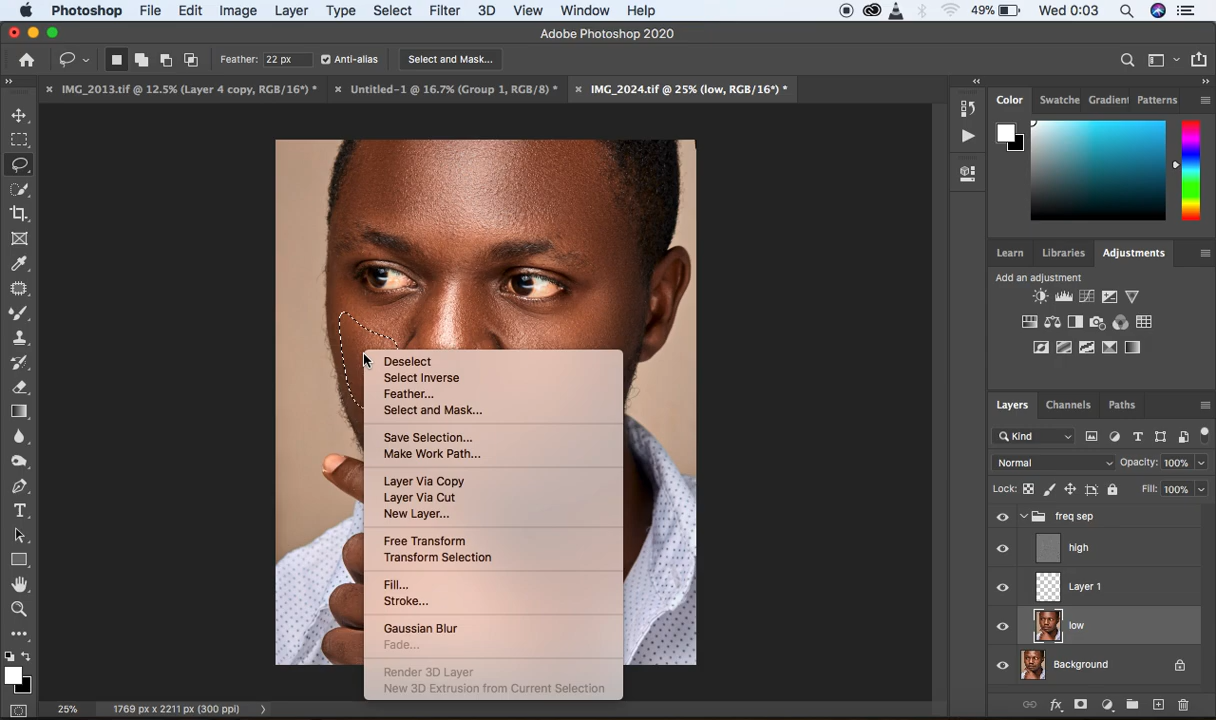 Photoshop File Edit Image Layer Type Select Filter 3D View Window Help 49% Wed 0:03
Adobe Photoshop 2020
Feather: 22 px Anti-alias Select and Mask...
IMG_2013.tif @ 12.5% (Layer 4 copy, RGB/16*) *
Untitled-1 @ 16.7% (Group 1, RGB/8) *
IMG_2024.tif @ 25% (low, RGB/16*) *
Color Swatche Gradient Patterns
Learn Libraries Adjustments
Add an adjustment
Deselect
Select Inverse
Feather...
Select and Mask...
Save Selection...
Make Work Path...
Layer Via Copy
Layer Via Cut
New Layer...
Free Transform
Transform Selection
Fill...
Stroke...
Gaussian Blur
Fade...
Render 3D Layer
New 3D Extrusion from Current Selection
Layers Channels Paths
Kind
Normal Opacity: 100%
Lock: Fill: 100%
freq sep
high
Layer 1
low
Background
25% 1769 px x 2211 px (300 ppi)